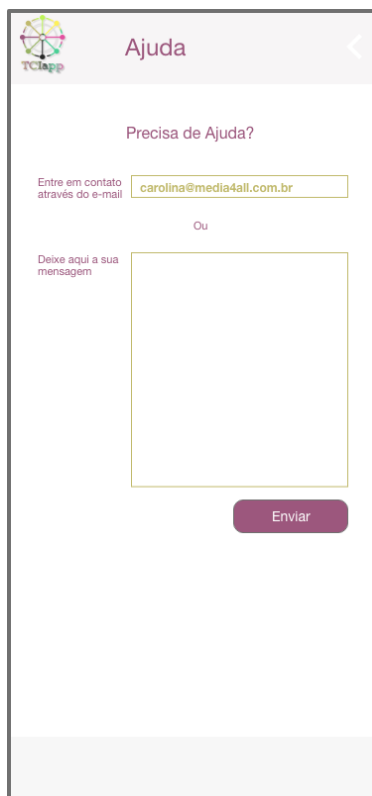 TCIapp
Ajuda
Precisa de Ajuda?
Entre em contato
através do e-mail
carolina@media4all.com.br
Ou
Deixe aqui a sua
mensagem
Enviar